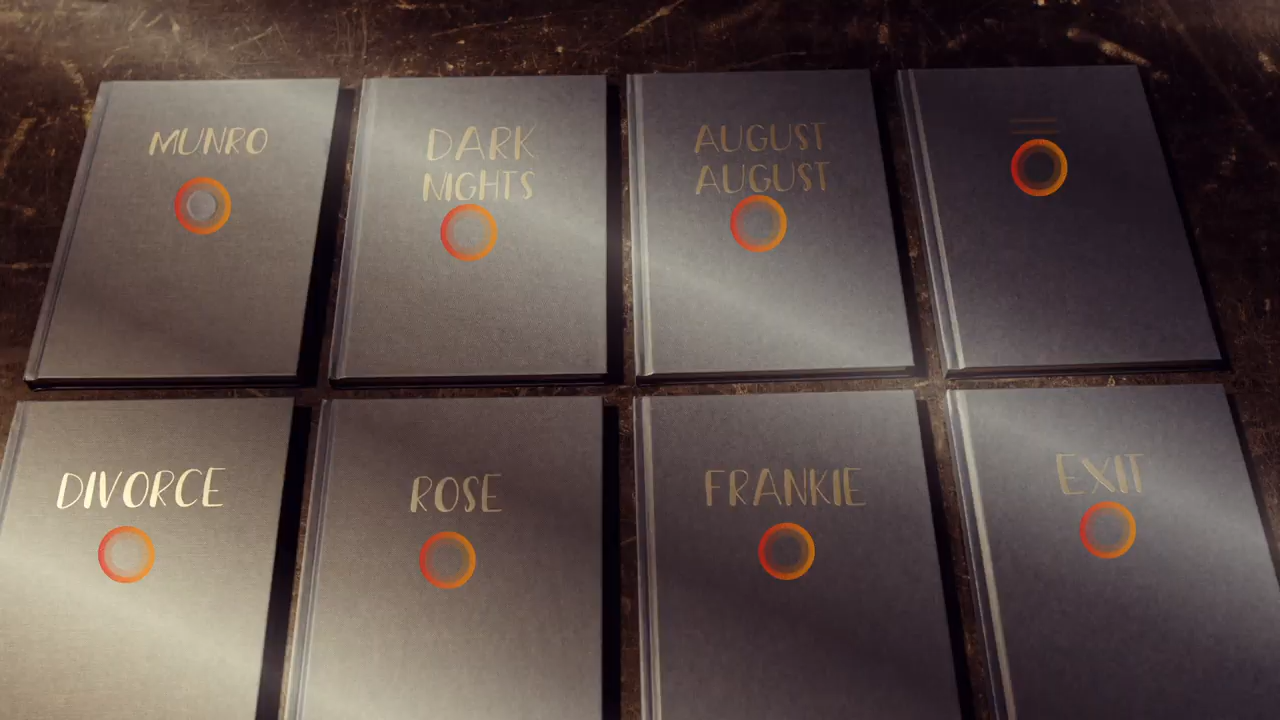 MUNRO
DARK
NIGHTS
AUGUST
AUGUST
DIVORCE
ROSE
FRANKIE
EXIT